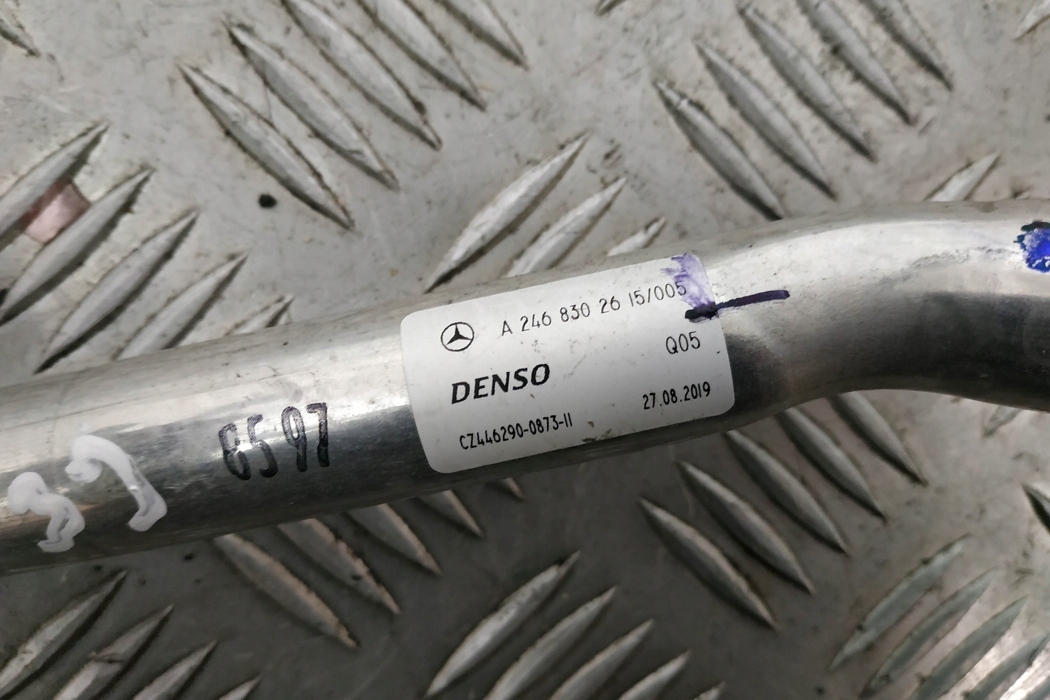 A 246 830 26 15/005
Q05
DENSO
27.08.2019
CZ446290-0873-11
6597